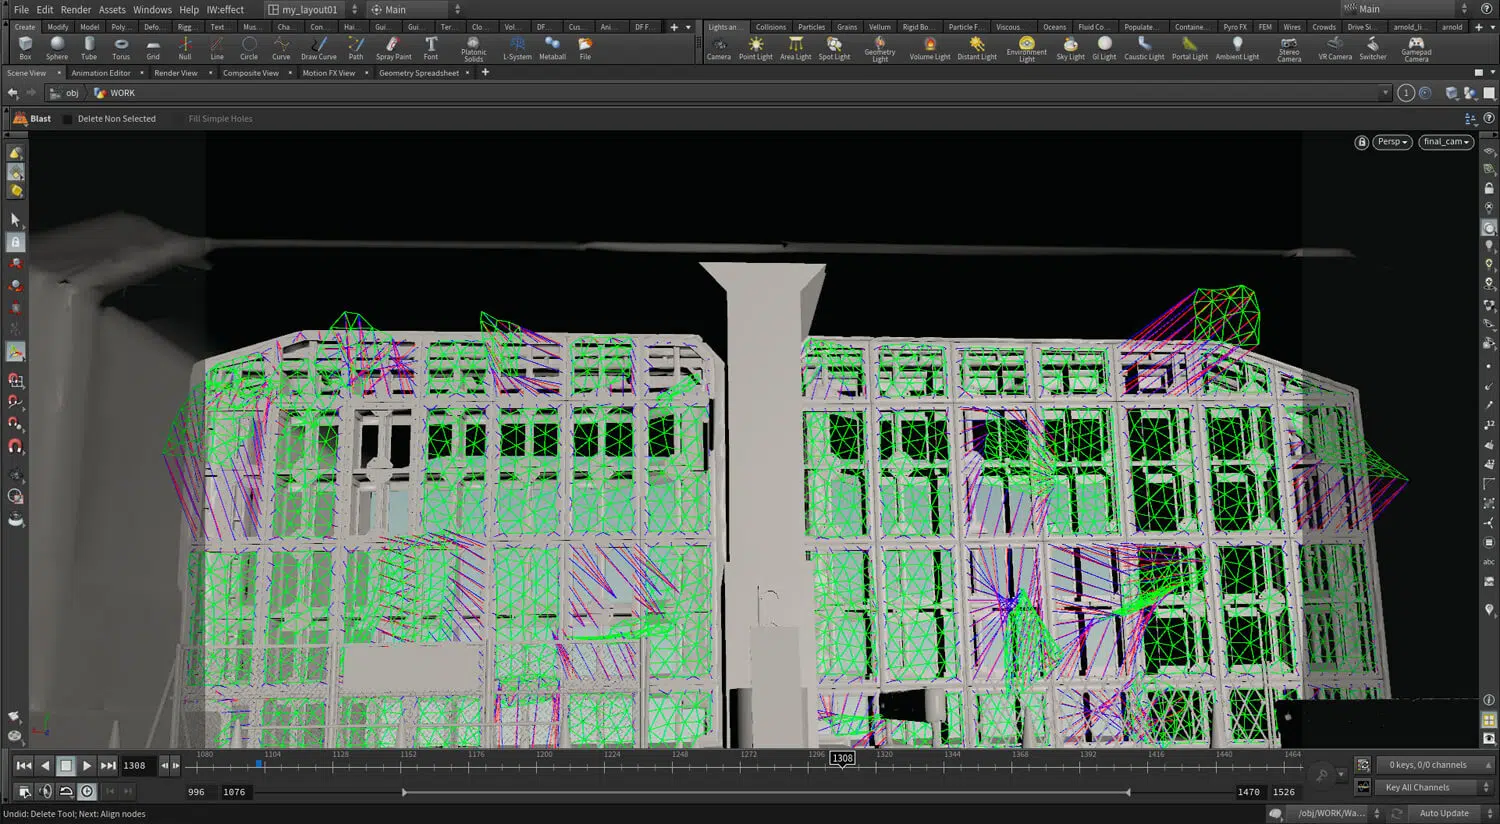 File Edit Render Assets Windows Help IW:effect my_layout01 Main Main
Create Modify Model Poly... Defo... Rigg... Text Mus... Cha... Con... Hai... Gui... Gui... Ter... Clo... Vol... DF... Cus... Ani... DF F... Lightsan... Collisions Particles Grains Vellum Rigid Bo... Particle F... Viscous... Oceans Fluid Co... Populate... Containe... Pyro FX FEM Wires Crowds Drive Si... arnold_li... arnold
Box Sphere Tube Torus Grid Null Line Circle Curve Draw Curve Path Spray Paint Font Platonic Solids L-System Metaball File Camera Point Light Area Light Spot Light Geometry Light Volume Light Distant Light Environment Light Sky Light GI Light Caustic Light Portal Light Ambient Light Stereo Camera VR Camera Switcher Gamepad Camera
Scene View Animation Editor Render View Composite View Motion FX View Geometry Spreadsheet
obj WORK 1
Blast Delete Non Selected Fill Simple Holes
Persp final_cam
12
12
abc
1080 1104 1128 1152 1176 1200 1224 1248 1272 1296 1320 1344 1368 1392 1416 1440 1464
1308 1308 0 keys, 0/0 channels
996 1076 1470 1526 Key All Channels
Undid: Delete Tool; Next: Align nodes /obj/WORK/Wa... Auto Update